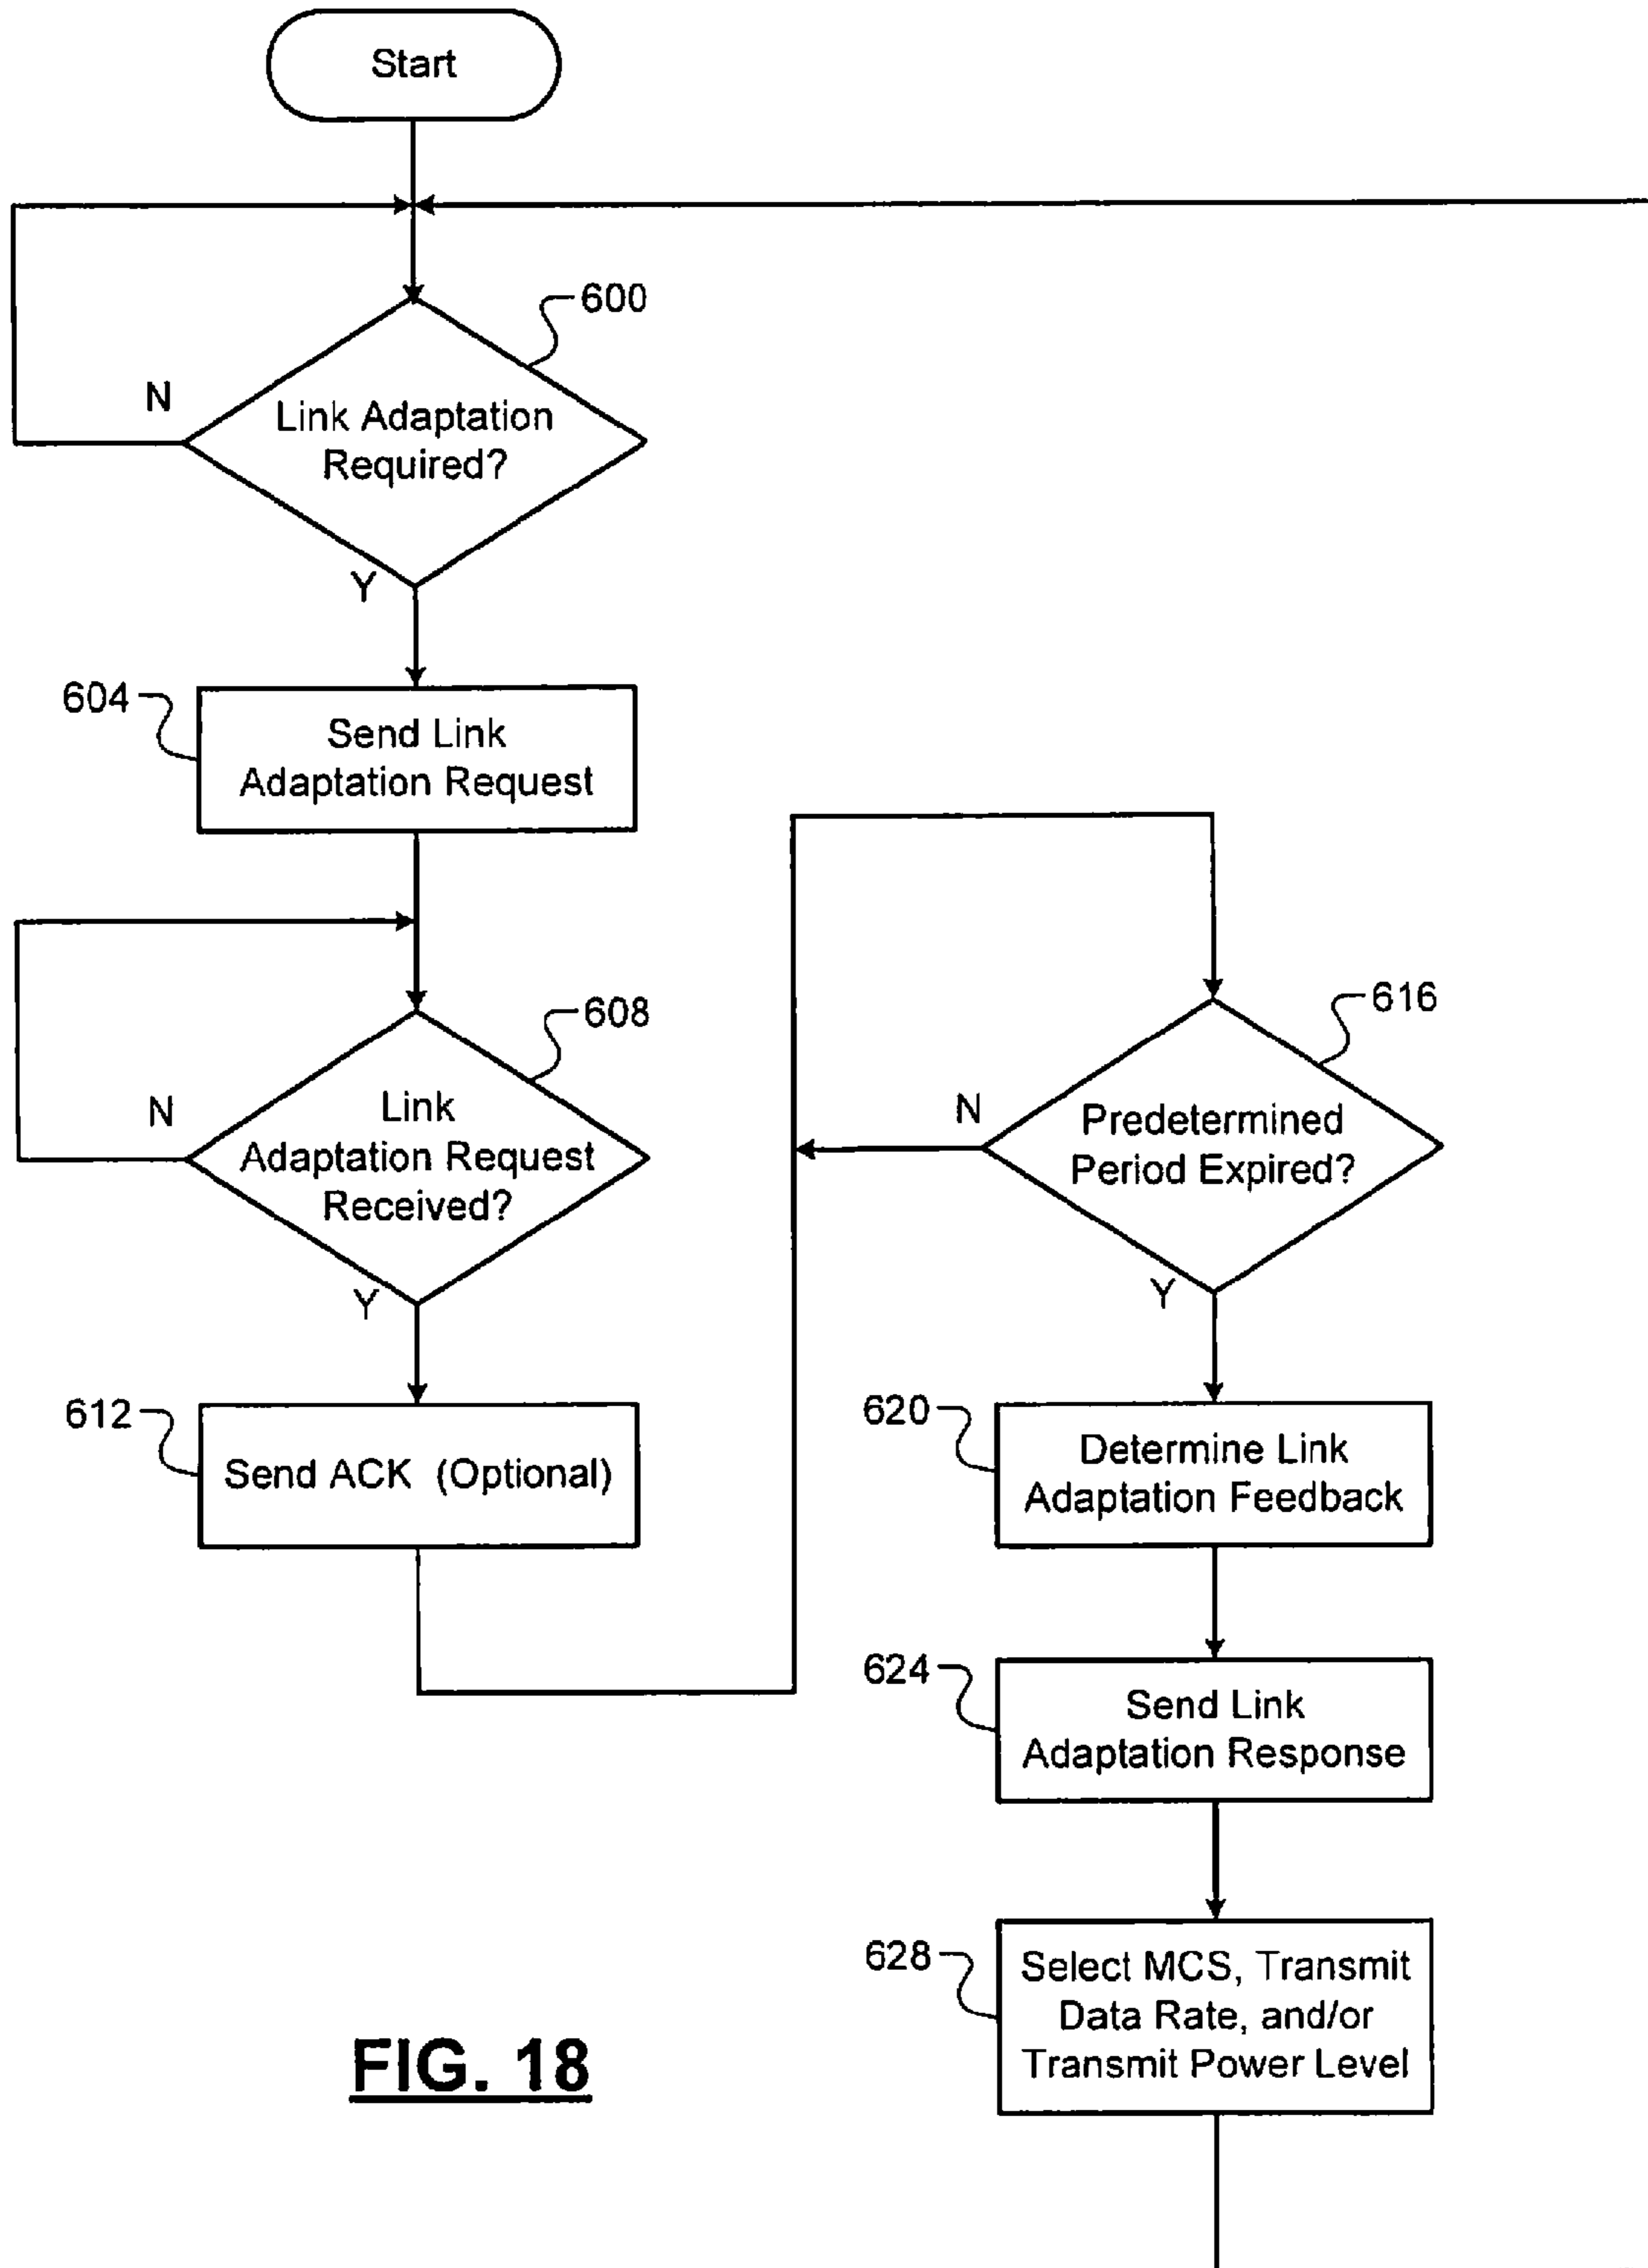 Start
600
N
Link Adaptation
Required?
Y
604
Send Link
Adaptation Request
608
N
Link
Adaptation Request
Received?
Y
612
Send ACK (Optional)
616
N
Predetermined
Period Expired?
Y
620
Determine Link
Adaptation Feedback
624
Send Link
Adaptation Response
628
Select MCS, Transmit
Data Rate, and/or
Transmit Power Level
FIG. 18